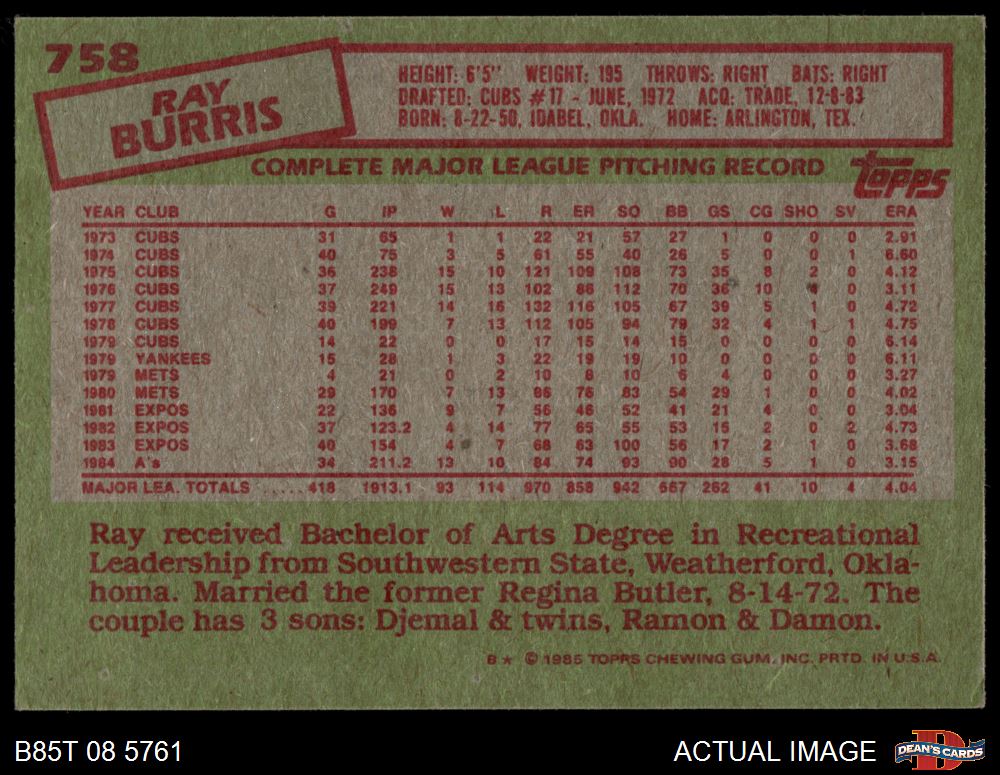 758
RAY
BURRIS
HEIGHT: 6'5" WEIGHT: 195 THROWS: RIGHT BATS: RIGHT
DRAFTED: CUBS #17 - JUNE, 1972 ACQ: TRADE, 12-8-83
BORN: 8-22-50, IDABEL, OKLA. HOME: ARLINGTON, TEX.
COMPLETE MAJOR LEAGUE PITCHING RECORD
TOPPS
YEAR CLUB G IP W L R ER SO BB GS CG SHO SV ERA
1973 CUBS 31 65 1 1 22 21 57 27 1 0 0 0 2.91
1974 CUBS 40 75 3 5 61 55 40 26 5 0 0 1 6.60
1975 CUBS 36 238 15 10 121 109 108 73 35 8 2 0 4.12
1976 CUBS 37 249 15 13 102 86 112 70 36 10 4 0 3.11
1977 CUBS 39 221 14 16 132 116 105 67 39 5 1 0 4.72
1978 CUBS 40 199 7 13 112 105 94 79 32 4 1 1 4.75
1979 CUBS 14 22 0 0 17 15 14 15 0 0 0 0 6.14
1979 YANKEES 15 28 1 3 22 19 19 10 0 0 0 0 6.11
1979 METS 4 21 0 2 10 8 10 6 4 0 0 0 3.27
1980 METS 29 170 7 13 86 76 83 54 29 1 0 0 4.02
1981 EXPOS 22 136 9 7 56 46 52 41 21 4 0 0 3.04
1982 EXPOS 37 123.2 4 14 77 65 55 53 15 2 0 2 4.73
1983 EXPOS 40 154 4 7 68 63 100 56 17 2 1 0 3.68
1984 A's 34 211.2 13 10 84 74 93 90 28 5 1 0 3.15
MAJOR LEA. TOTALS ..... 418 1913.1 93 114 970 858 942 667 262 41 10 4 4.04
Ray received Bachelor of Arts Degree in Recreational
Leadership from Southwestern State, Weatherford, Okla-
homa. Married the former Regina Butler, 8-14-72. The
couple has 3 sons: Djemal & twins, Ramon & Damon.
B★ © 1985 TOPPS CHEWING GUM, INC. PRTD. IN U.S.A.
B85T 08 5761
ACTUAL IMAGE
D
DEAN'S CARDS